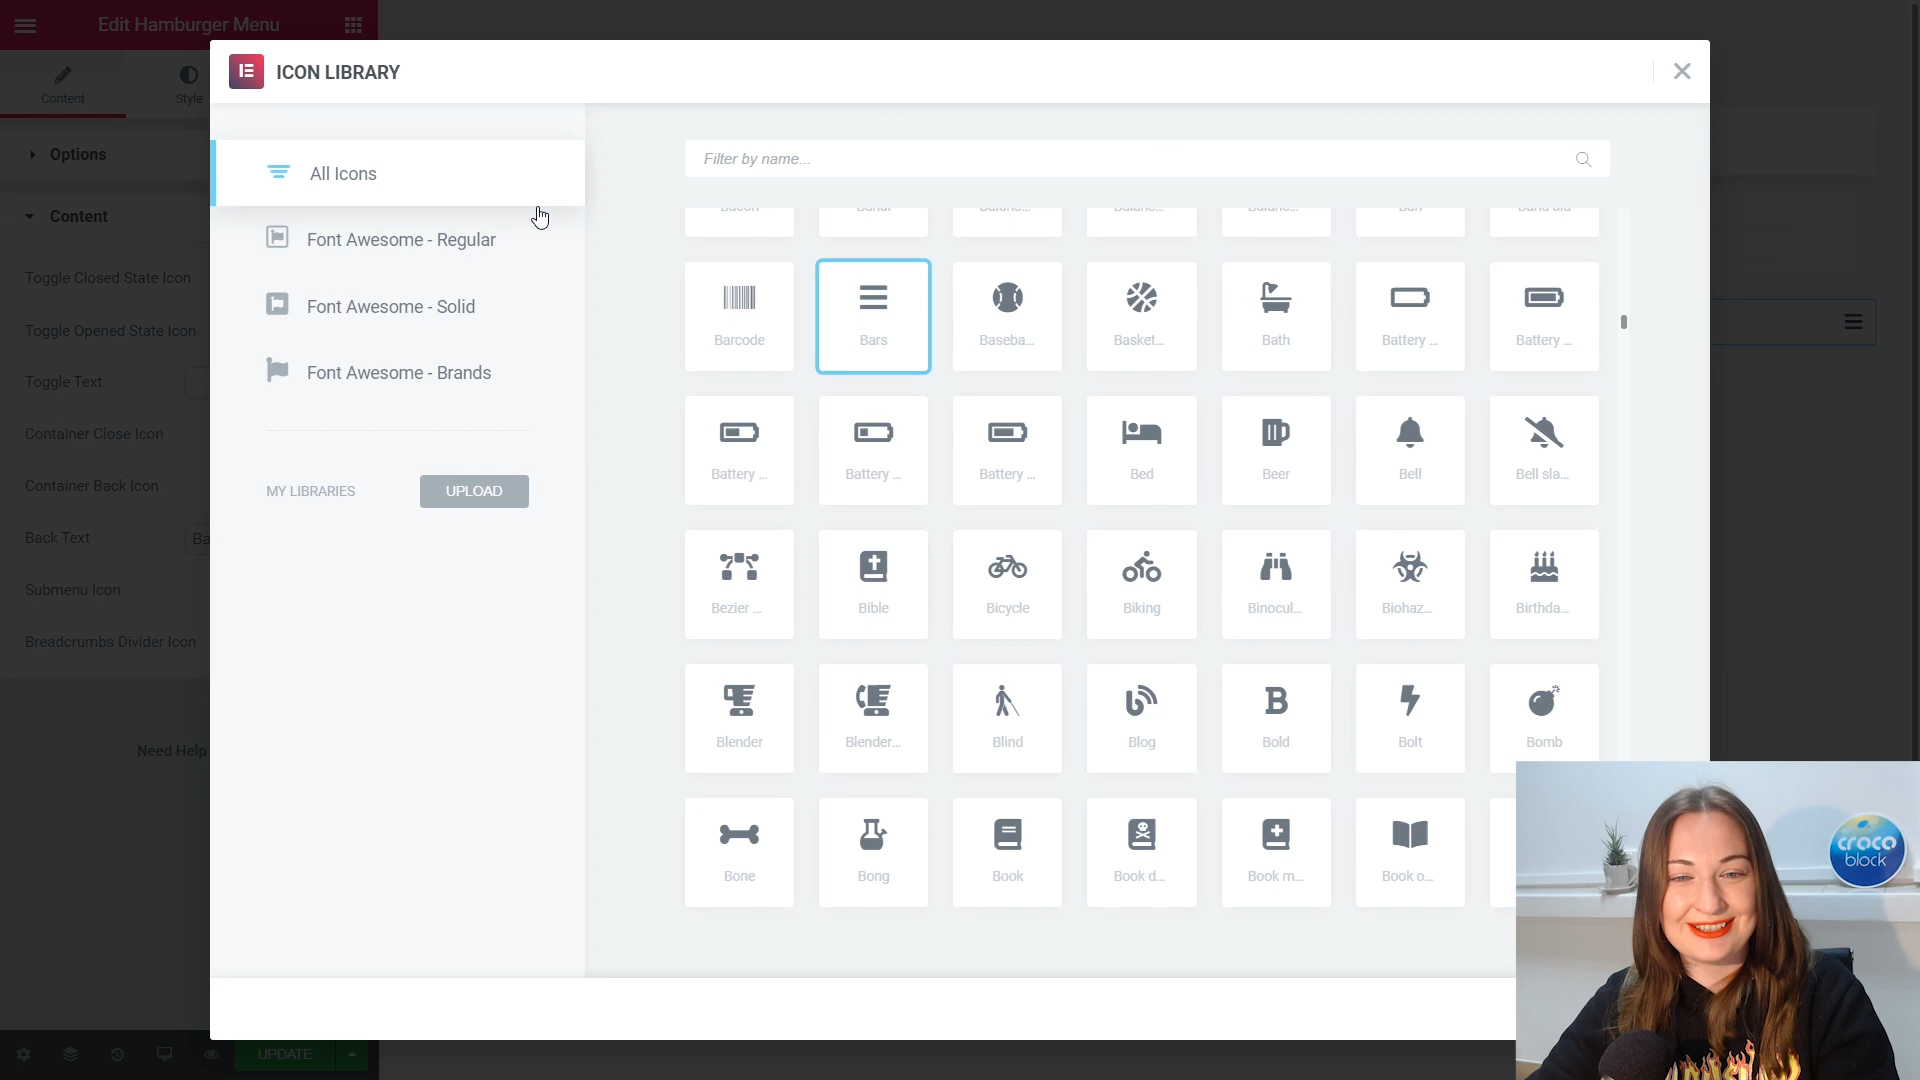 Edit Hamburger Menu
Content
Style
Options
Content
Toggle Closed State Icon
Toggle Opened State Icon
Toggle Text
Container Close Icon
Container Back Icon
Back Text
Ba
Submenu Icon
Breadcrumbs Divider Icon
Need Help
UPDATE
ICON LIBRARY
All Icons
Font Awesome - Regular
Font Awesome - Solid
Font Awesome - Brands
MY LIBRARIES
UPLOAD
Filter by name...
Barcode
Bars
Baseba...
Basket...
Bath
Battery ...
Battery ...
Battery ...
Battery ...
Battery ...
Bed
Beer
Bell
Bell sla...
Bezier ...
Bible
Bicycle
Biking
Binocul...
Biohaz...
Birthda...
Blender
Blender...
Blind
Blog
Bold
Bolt
Bomb
Bone
Bong
Book
Book d...
Book m...
Book o...
croco
block